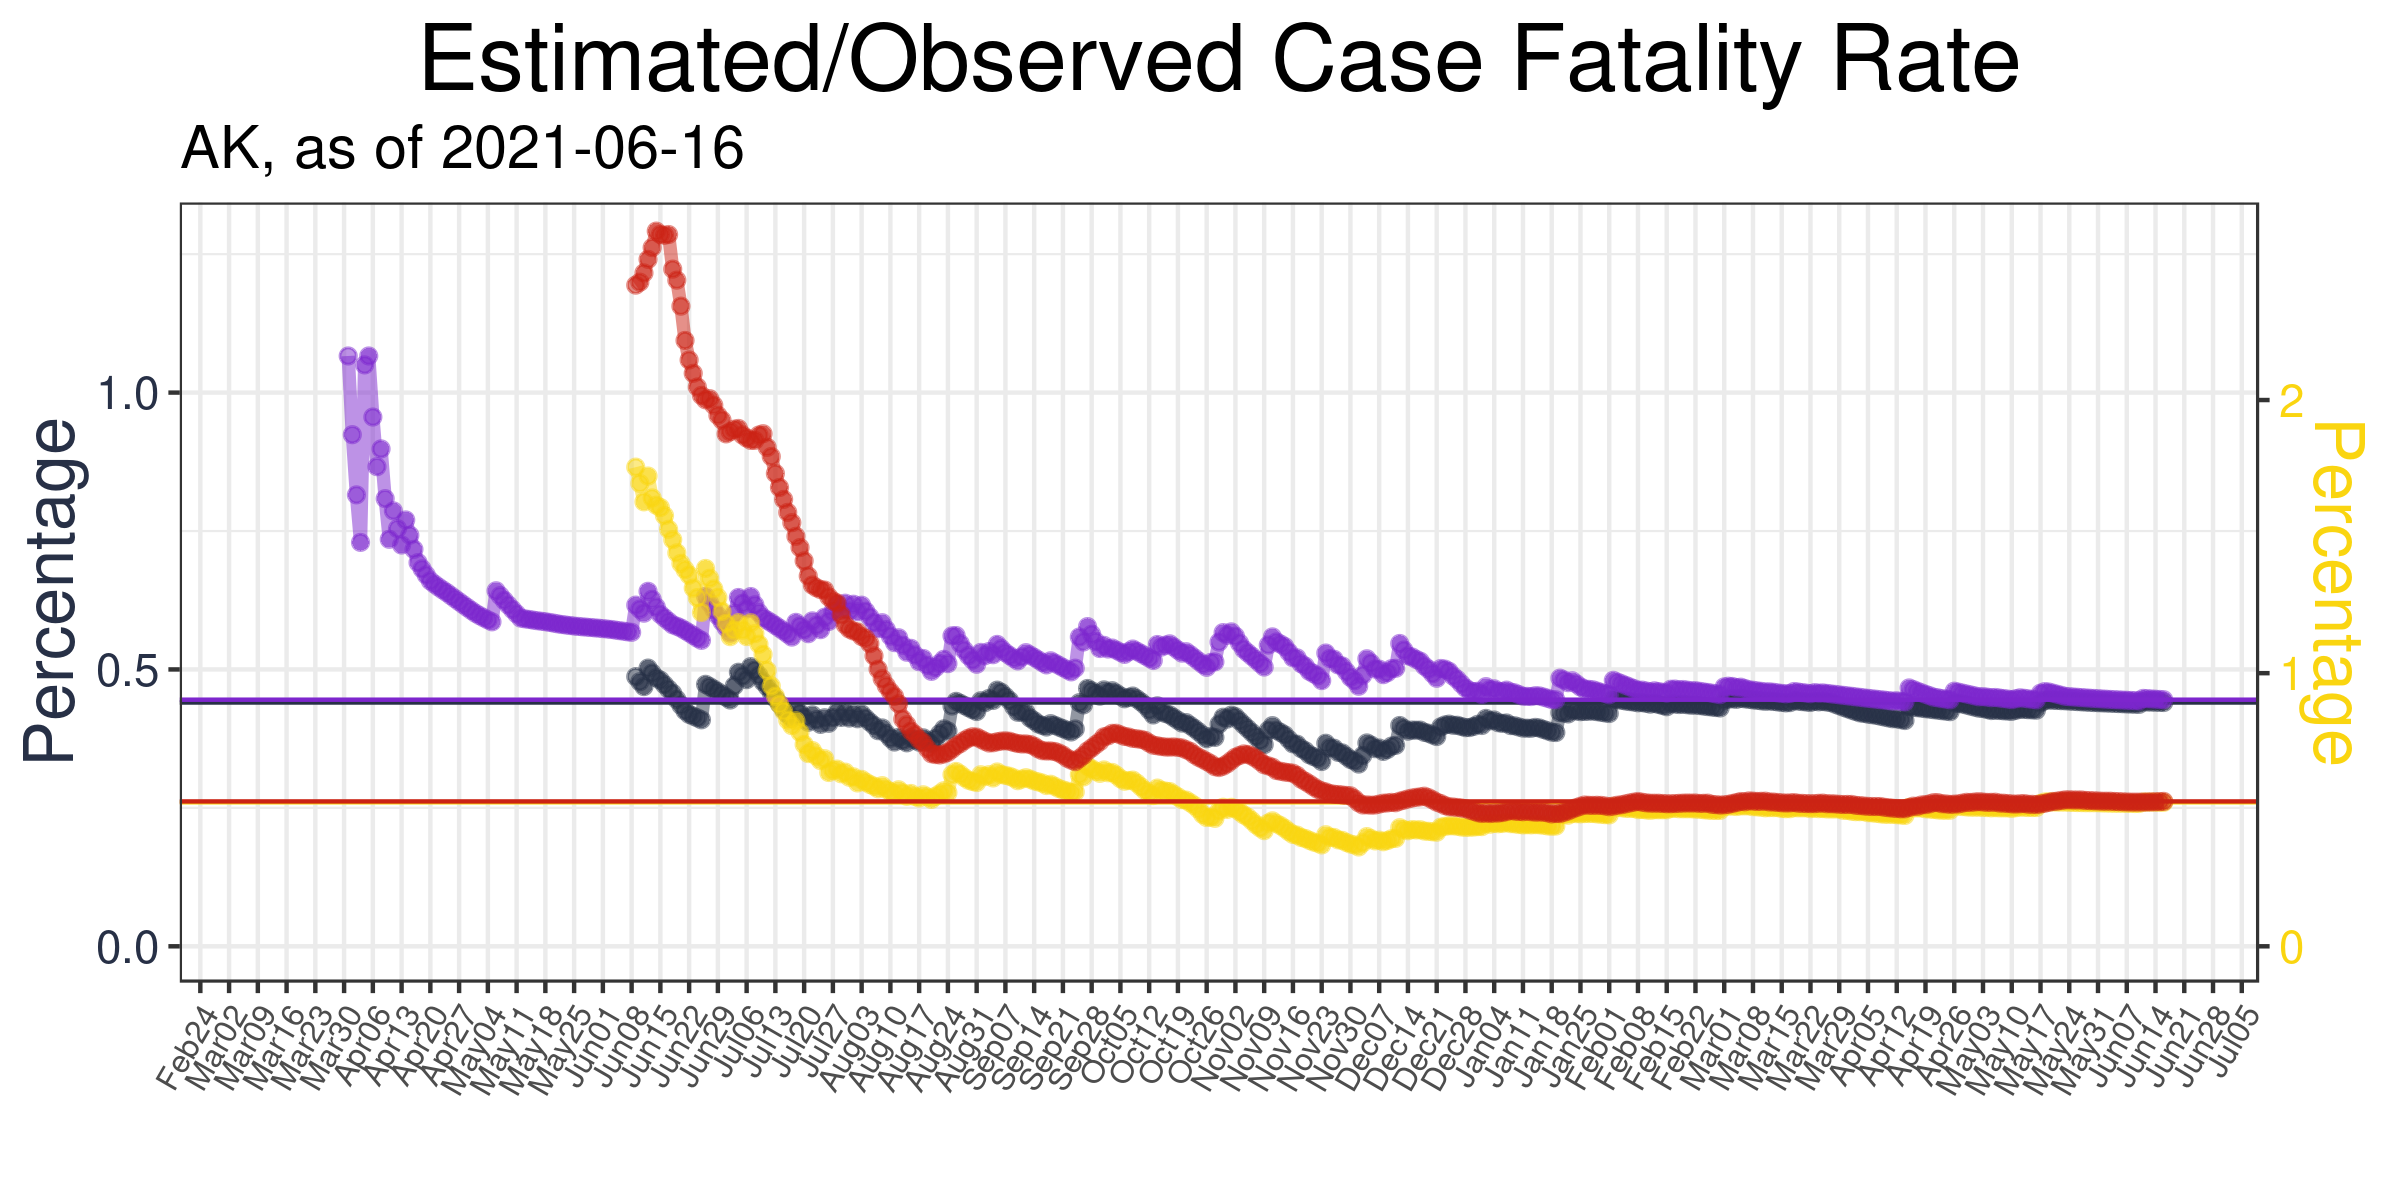 Estimated/Observed Case Fatality Rate
AK, as of 2021-06-16
Percentage
1.0
0.5
0.0
2
1
0
Percentage
Feb24
Mar02
Mar09
Mar16
Mar23
Mar30
Apr06
Apr13
Apr20
Apr27
May04
May11
May18
May25
Jun01
Jun08
Jun15
Jun22
Jun29
Jul06
Jul13
Jul20
Jul27
Aug03
Aug10
Aug17
Aug24
Aug31
Sep07
Sep14
Sep21
Sep28
Oct05
Oct12
Oct19
Oct26
Nov02
Nov09
Nov16
Nov23
Nov30
Dec07
Dec14
Dec21
Dec28
Jan04
Jan11
Jan18
Jan25
Feb01
Feb08
Feb15
Feb22
Mar01
Mar08
Mar15
Mar22
Mar29
Apr05
Apr12
Apr19
Apr26
May03
May10
May17
May24
May31
Jun07
Jun14
Jun21
Jun28
Jul05